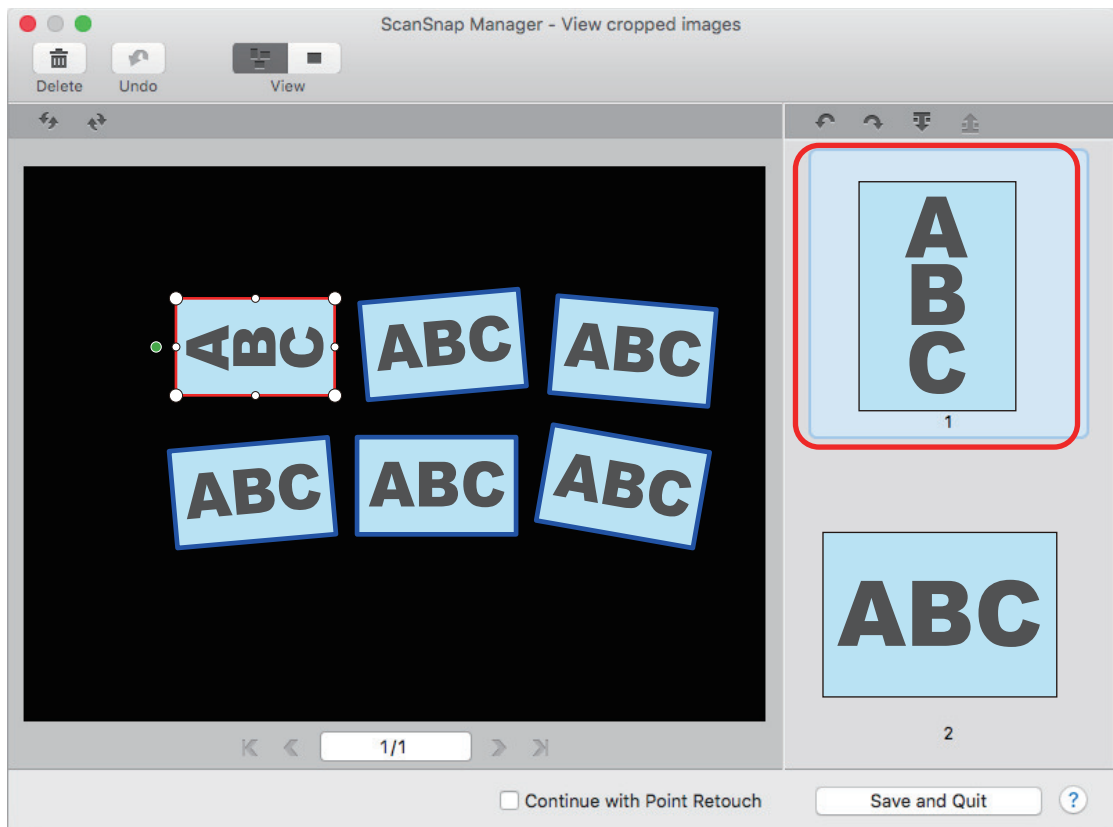 ScanSnap Manager - View cropped images
Delete
Undo
View
ABC
ABC
ABC
ABC
ABC
ABC
1/1
A
B
C
1
ABC
2
Continue with Point Retouch
Save and Quit
?